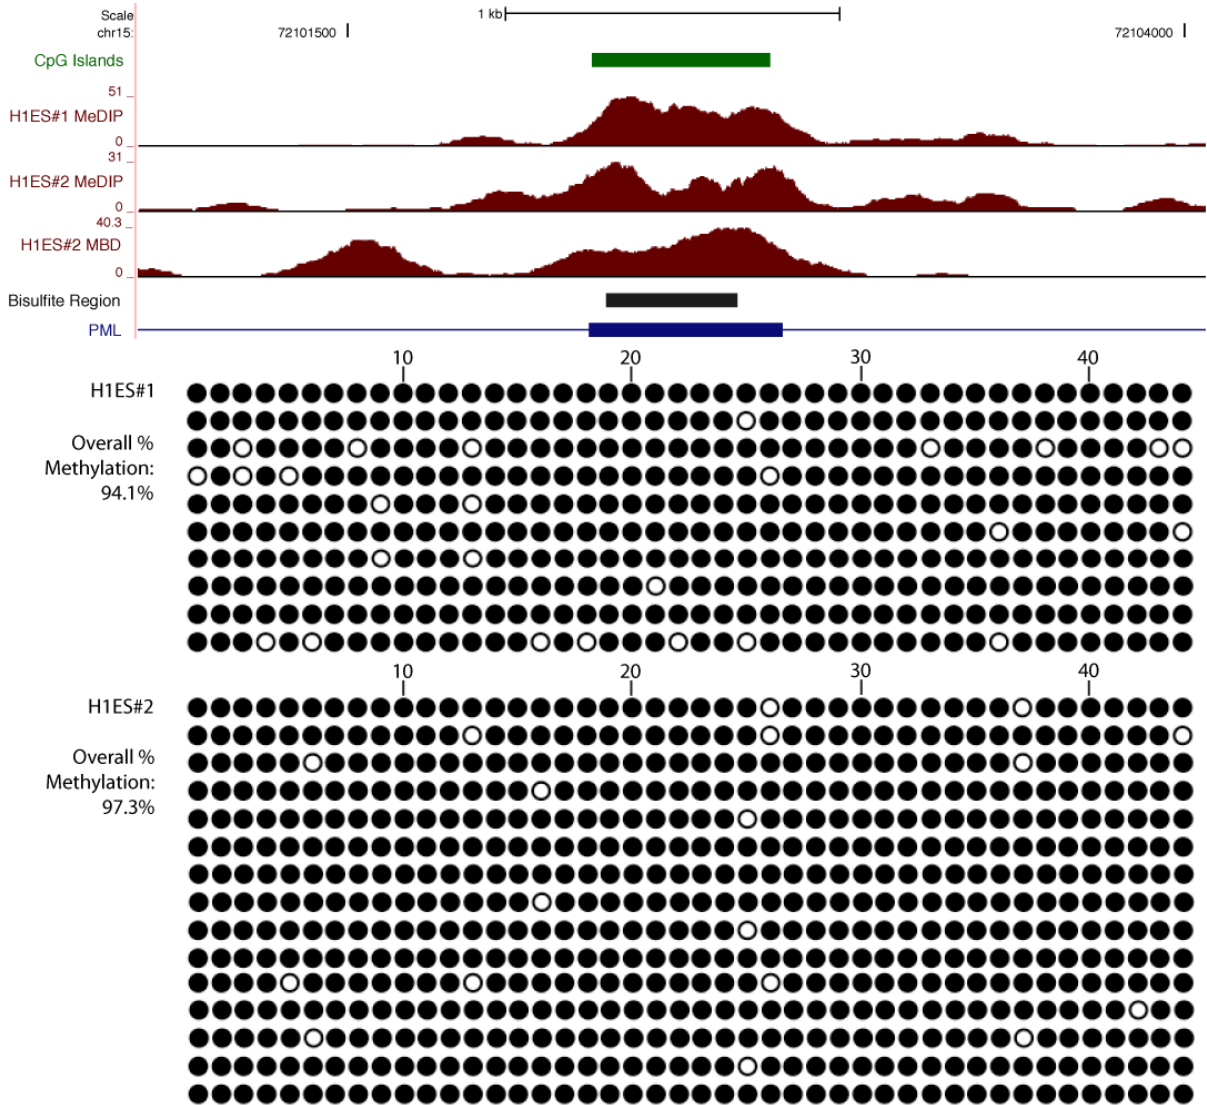 Scale
1 kb
chr15:
72101500
72104000
CpG Islands
51
H1ES#1 MeDIP
0
31
H1ES#2 MeDIP
0
40.3
H1ES#2 MBD
0
Bisulfite Region
PML
10 20 30 40
H1ES#1
Overall %
Methylation:
94.1%
10 20 30 40
H1ES#2
Overall %
Methylation:
97.3%